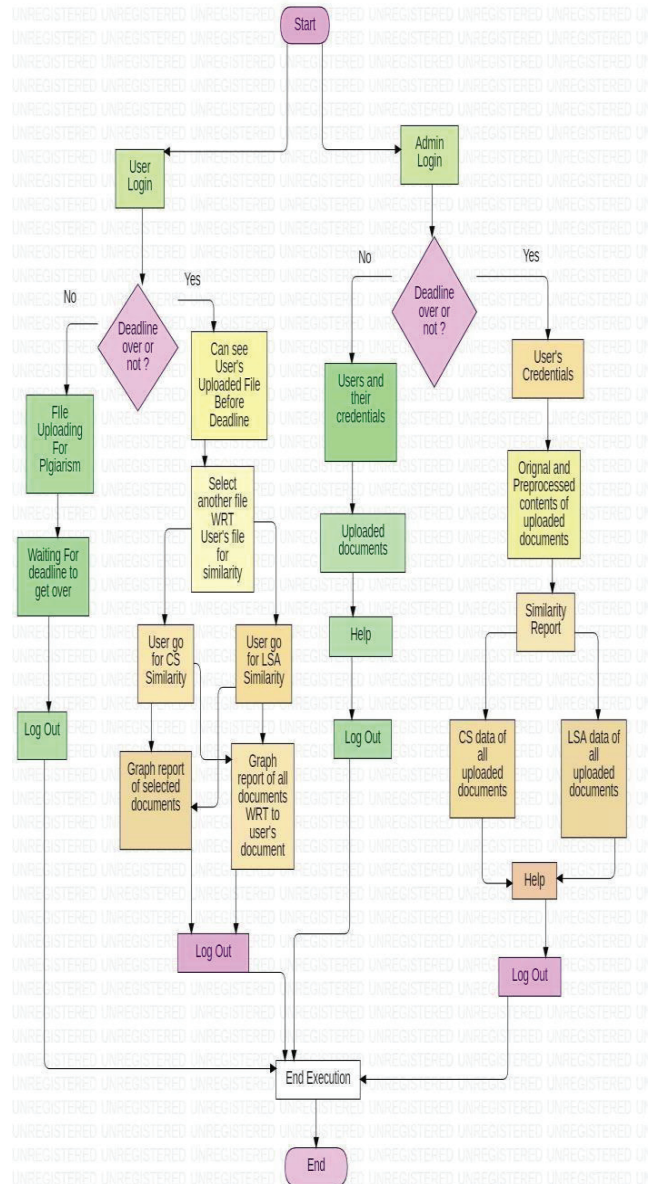 Start
User
Login
Admin
Login
No
Yes
Deadline
over or
not ?
No
Yes
Deadline
over or
not ?
File
Uploading
For
Plgiarism
Waiting For
deadline to
get over
Log Out
Can see
User's
Uploaded File
Before
Deadline
Select
another file
WRT
User's file
for
similarity
User go
for CS
Similarity
User go
for LSA
Similarity
Graph report
of selected
documents
Graph
report of all
documents
WRT to
user's
document
Log Out
Users and
their
credentials
Uploaded
documents
Help
Log Out
User's
Credentials
Orignal and
Preprocessed
contents of
uploaded
documents
Similarity
Report
CS data of
all
uploaded
documents
LSA data of
all
uploaded
documents
Help
Log Out
End Execution
End
UNREGISTERED